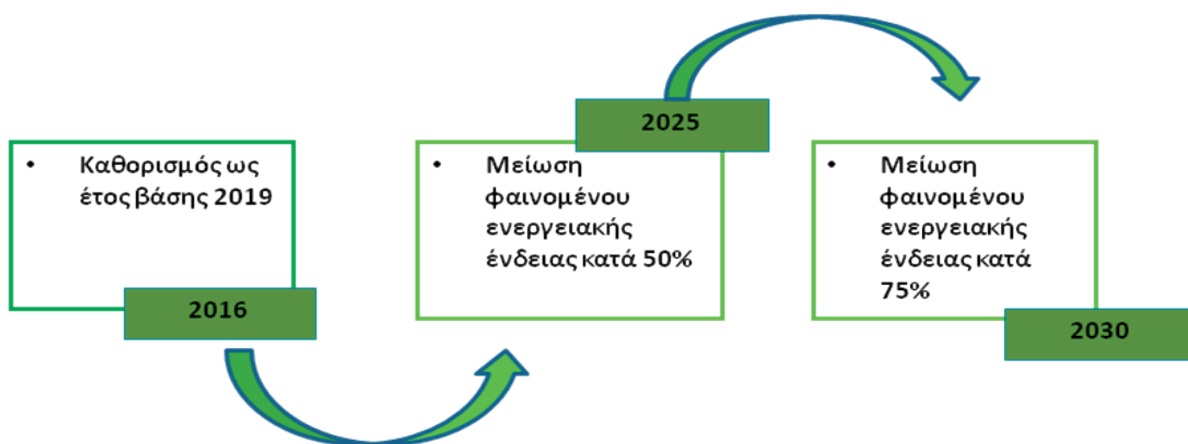 • Καθορισμός ως
έτος βάσης 2019
2016
2025
• Μείωση
φαινομένου
ενεργειακής
ένδειας κατά 50%
• Μείωση
φαινομένου
ενεργειακής
ένδειας κατά
75%
2030